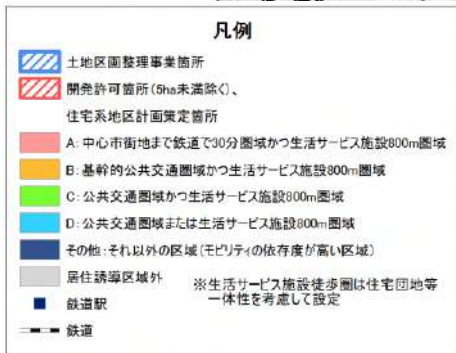 凡例
土地区画整理事業箇所
開発許可箇所(5ha未満除く)、
住宅系地区計画策定箇所
A:中心市街地まで鉄道で30分圏域かつ生活サービス施設800m圏域
B:基幹的公共交通圏域かつ生活サービス施設800m圏域
C:公共交通圏域かつ生活サービス施設800m圏域
D:公共交通圏域または生活サービス施設800m圏域
その他:それ以外の区域(モビリティの依存度が高い区域)
居住誘導区域外
※生活サービス施設徒歩圏は住宅団地等
一体性を考慮して設定
鉄道駅
鉄道